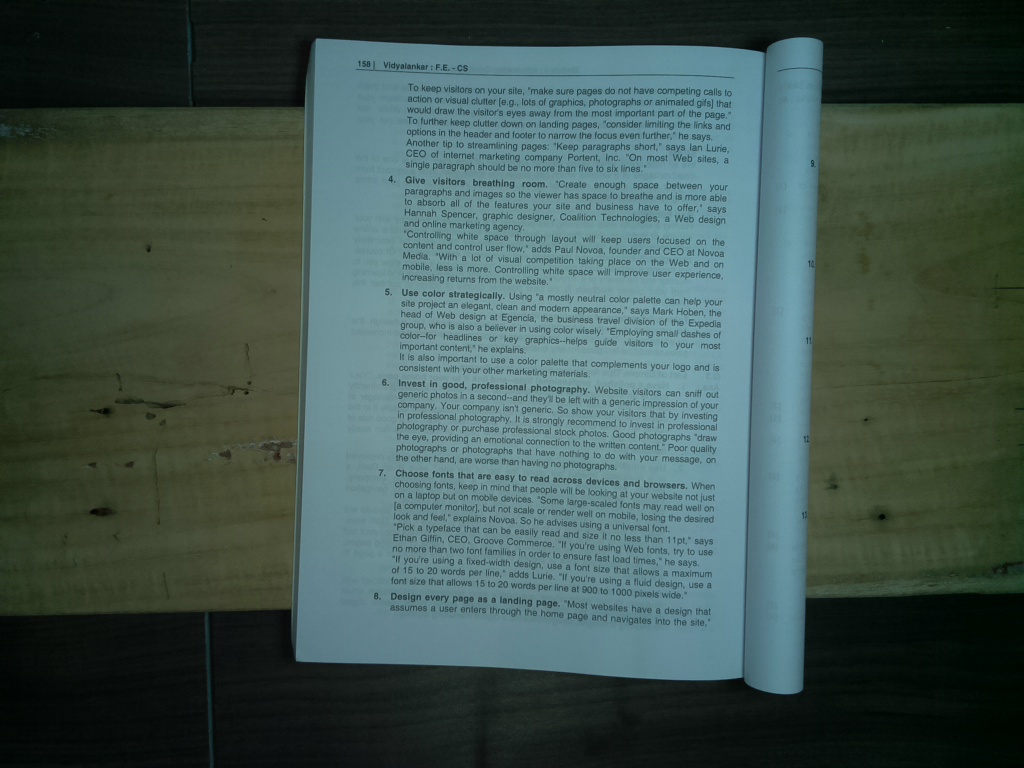 158 | Vidyalankar : F.E. - CS
To keep visitors on your site, "make sure pages do not have competing calls to
action or visual clutter [e.g., lots of graphics, photographs or animated gifs] that
would draw the visitor's eyes away from the most important part of the page."
To further keep clutter down on landing pages, "consider limiting the links and
options in the header and footer to narrow the focus even further," he says.
Another tip to streamlining pages: "Keep paragraphs short," says Ian Lurie,
CEO of internet marketing company Portent, Inc. "On most Web sites, a
single paragraph should be no more than five to six lines."
4. Give visitors breathing room. "Create enough space between your
paragraphs and images so the viewer has space to breathe and is more able
to absorb all of the features your site and business have to offer," says
Hannah Spencer, graphic designer, Coalition Technologies, a Web design
and online marketing agency.
"Controlling white space through layout will keep users focused on the
content and control user flow," adds Paul Novoa, founder and CEO at Novoa
Media. "With a lot of visual competition taking place on the Web and on
mobile, less is more. Controlling white space will improve user experience,
increasing returns from the website."
5. Use color strategically. Using "a mostly neutral color palette can help your
site project an elegant, clean and modern appearance," says Mark Hoben, the
head of Web design at Egencia, the business travel division of the Expedia
group, who is also a believer in using color wisely. "Employing small dashes of
color--for headlines or key graphics--helps guide visitors to your most
important content," he explains.
It is also important to use a color palette that complements your logo and is
consistent with your other marketing materials.
6. Invest in good, professional photography. Website visitors can sniff out
generic photos in a second--and they'll be left with a generic impression of your
company. Your company isn't generic. So show your visitors that by investing
in professional photography. It is strongly recommend to invest in professional
photography or purchase professional stock photos. Good photographs "draw
the eye, providing an emotional connection to the written content." Poor quality
photographs or photographs that have nothing to do with your message, on
the other hand, are worse than having no photographs.
7. Choose fonts that are easy to read across devices and browsers. When
choosing fonts, keep in mind that people will be looking at your website not just
on a laptop but on mobile devices. "Some large-scaled fonts may read well on
[a computer monitor], but not scale or render well on mobile, losing the desired
look and feel," explains Novoa. So he advises using a universal font.
"Pick a typeface that can be easily read and size it no less than 11pt," says
Ethan Giffin, CEO, Groove Commerce. "If you're using Web fonts, try to use
no more than two font families in order to ensure fast load times," he says.
"If you're using a fixed-width design, use a font size that allows a maximum
of 15 to 20 words per line," adds Lurie. "If you're using a fluid design, use a
font size that allows 15 to 20 words per line at 900 to 1000 pixels wide."
8. Design every page as a landing page. "Most websites have a design that
assumes a user enters through the home page and navigates into the site,"
9.
10
11
12